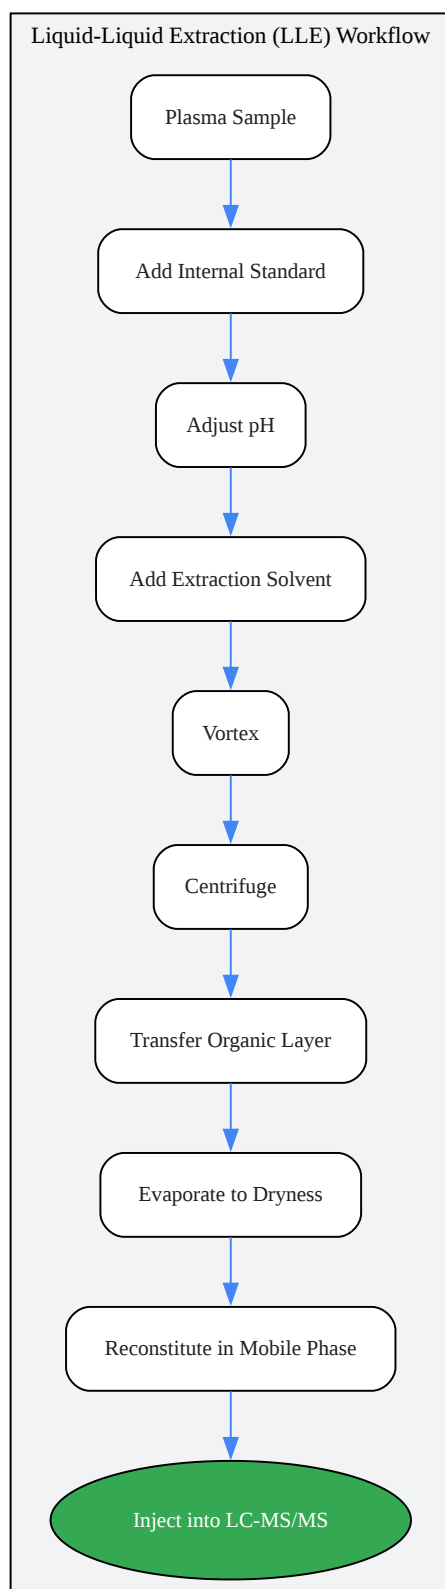 Liquid-Liquid Extraction (LLE) Workflow
Plasma Sample
Add Internal Standard
Adjust pH
Add Extraction Solvent
Vortex
Centrifuge
Transfer Organic Layer
Evaporate to Dryness
Reconstitute in Mobile Phase
Inject into LC-MS/MS